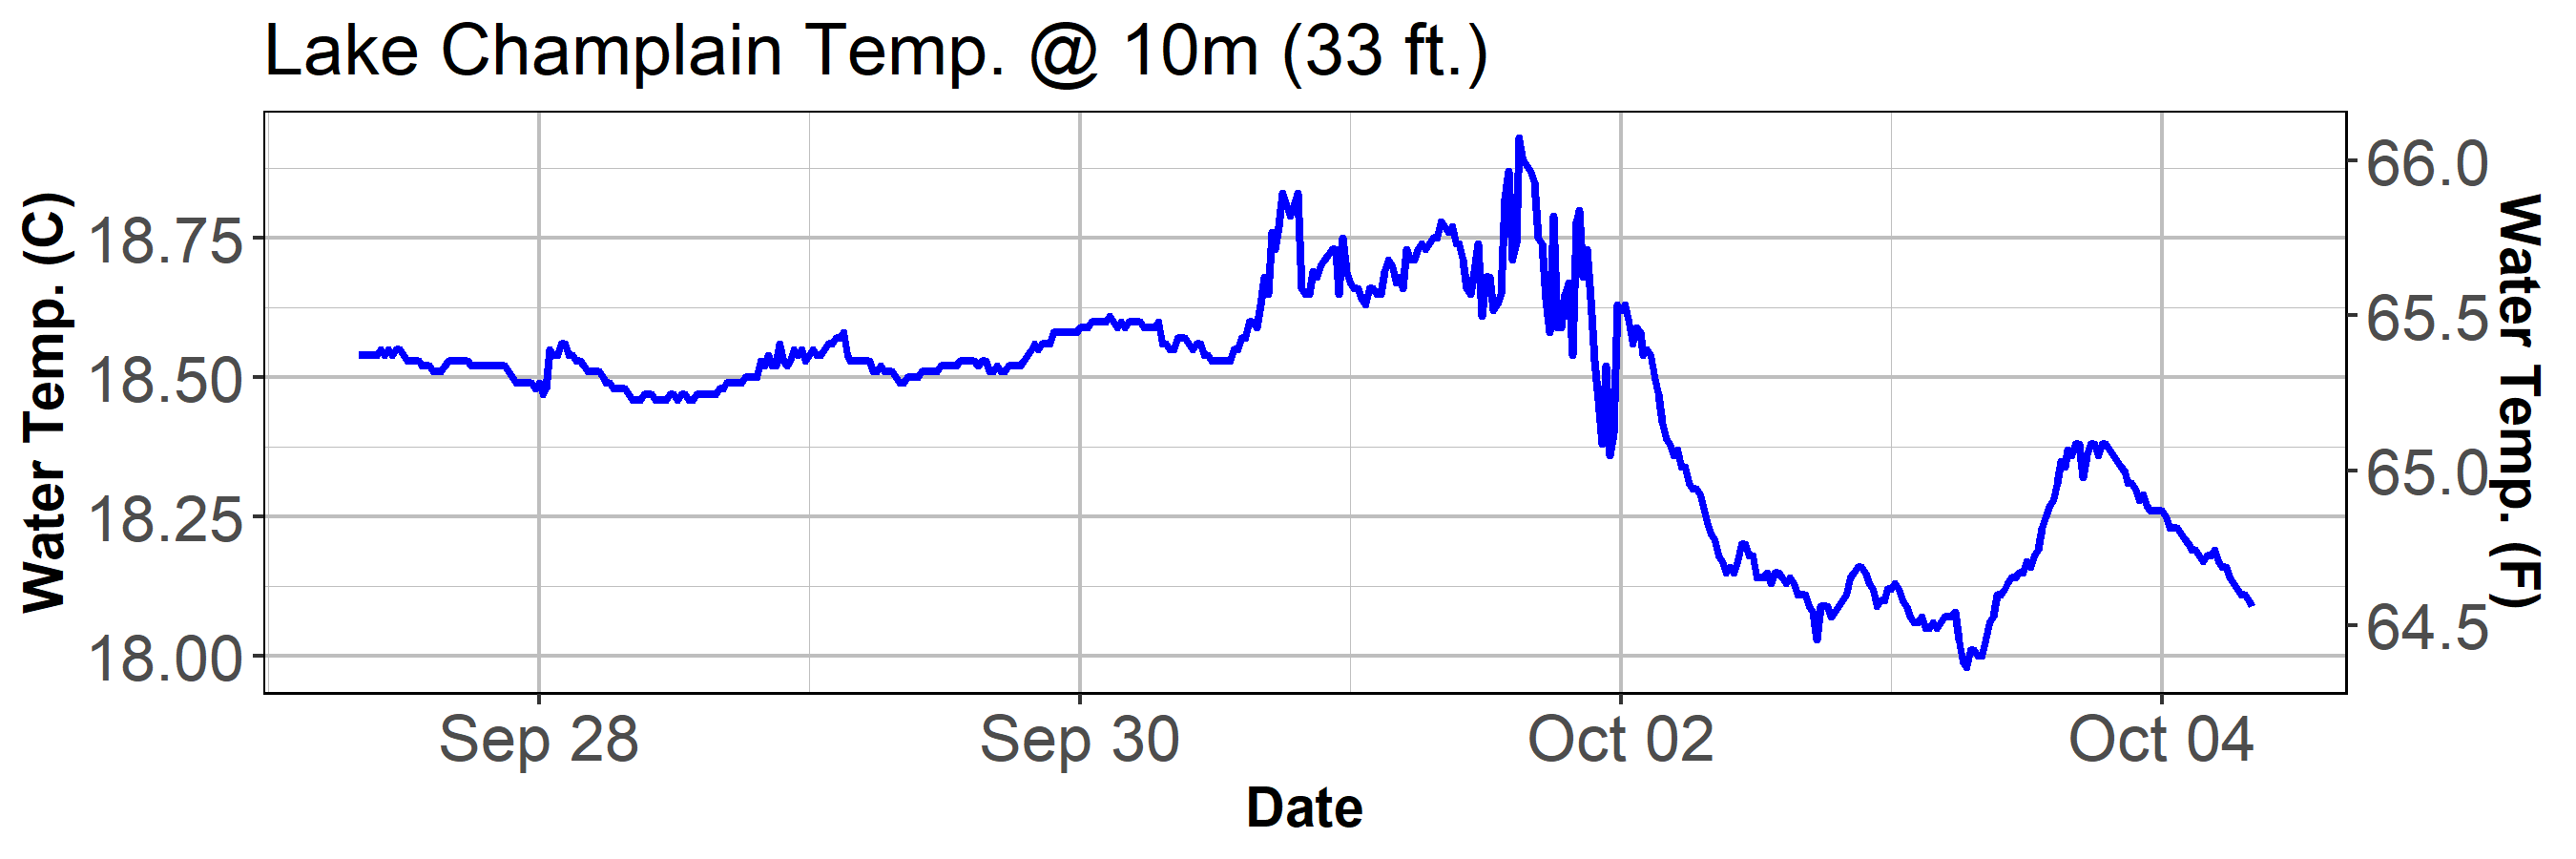 Lake Champlain Temp. @ 10m (33 ft.)
Water Temp. (C)
18.75
18.50
18.25
18.00
66.0
65.5
65.0
64.5
Water Temp. (F)
Sep 28
Sep 30
Oct 02
Oct 04
Date